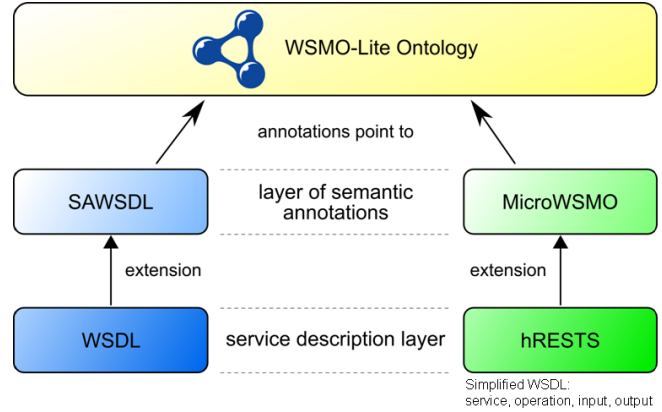 WSMO-Lite Ontology
annotations point to
SAWSDL
layer of semantic
annotations
MicroWSMO
extension
extension
WSDL
service description layer
hRESTS
Simplified WSDL:
service, operation, input, output